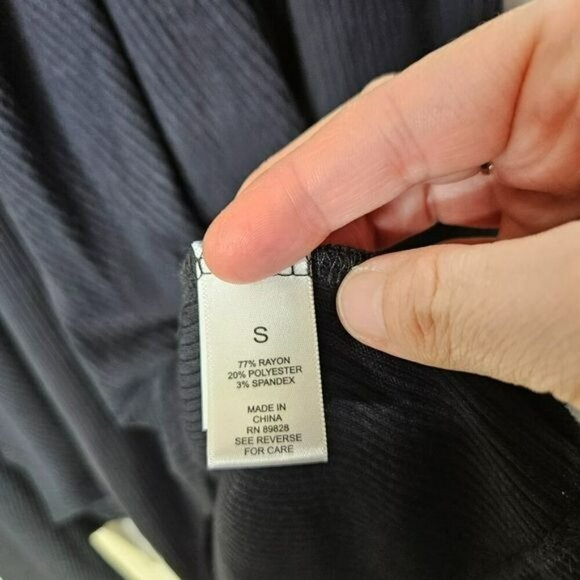 S
77% RAYON
20% POLYESTER
3% SPANDEX
MADE IN
CHINA
RN 89828
SEE REVERSE
FOR CARE